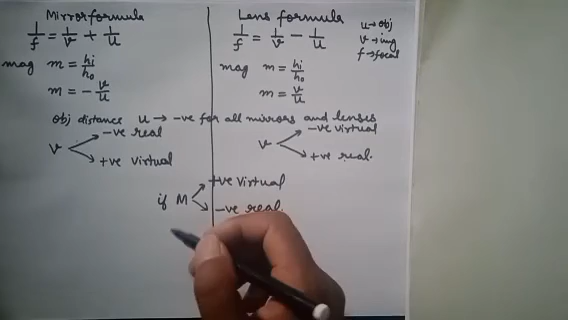 Mirror formula
1/f = 1/v + 1/u
mag m = hi/ho
m = - v/u
Lens formula
1/f = 1/v - 1/u
mag m = hi/ho
m = v/u
u → obj
v → img
f → focal
obj distance u → -ve for all mirrors and lenses
v -ve real
+ve virtual
v -ve virtual
+ve real.
if M +ve virtual
-ve real.